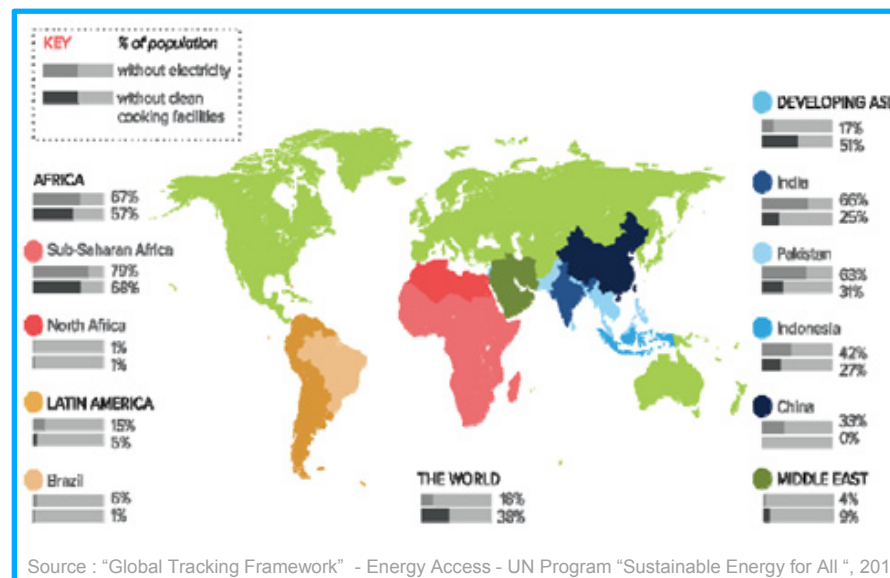 KEY % of population
without electricity
without clean
cooking facilities
AFRICA
67%
57%
Sub-Saharan Africa
79%
68%
North Africa
1%
1%
LATIN AMERICA
15%
5%
Brazil
6%
1%
THE WORLD
18%
38%
DEVELOPING ASI
17%
51%
India
66%
25%
Pakistan
63%
31%
Indonesia
42%
27%
China
33%
0%
MIDDLE EAST
4%
9%
Source : “Global Tracking Framework” - Energy Access - UN Program “Sustainable Energy for All “, 201